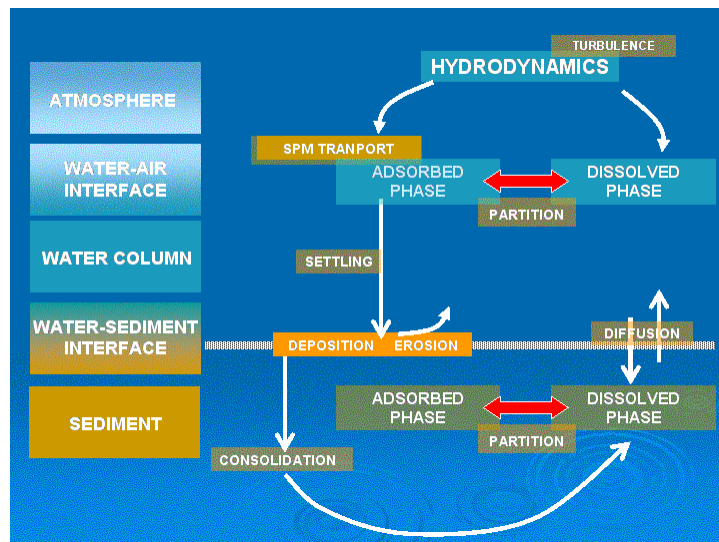 TURBULENCE
HYDRODYNAMICS
ATMOSPHERE
SPM TRANPORT
WATER-AIR
INTERFACE
ADSORBED
PHASE
DISSOLVED
PHASE
PARTITION
WATER COLUMN
SETTLING
WATER-SEDIMENT
INTERFACE
DEPOSITION
EROSION
DIFFUSION
SEDIMENT
ADSORBED
PHASE
DISSOLVED
PHASE
PARTITION
CONSOLIDATION